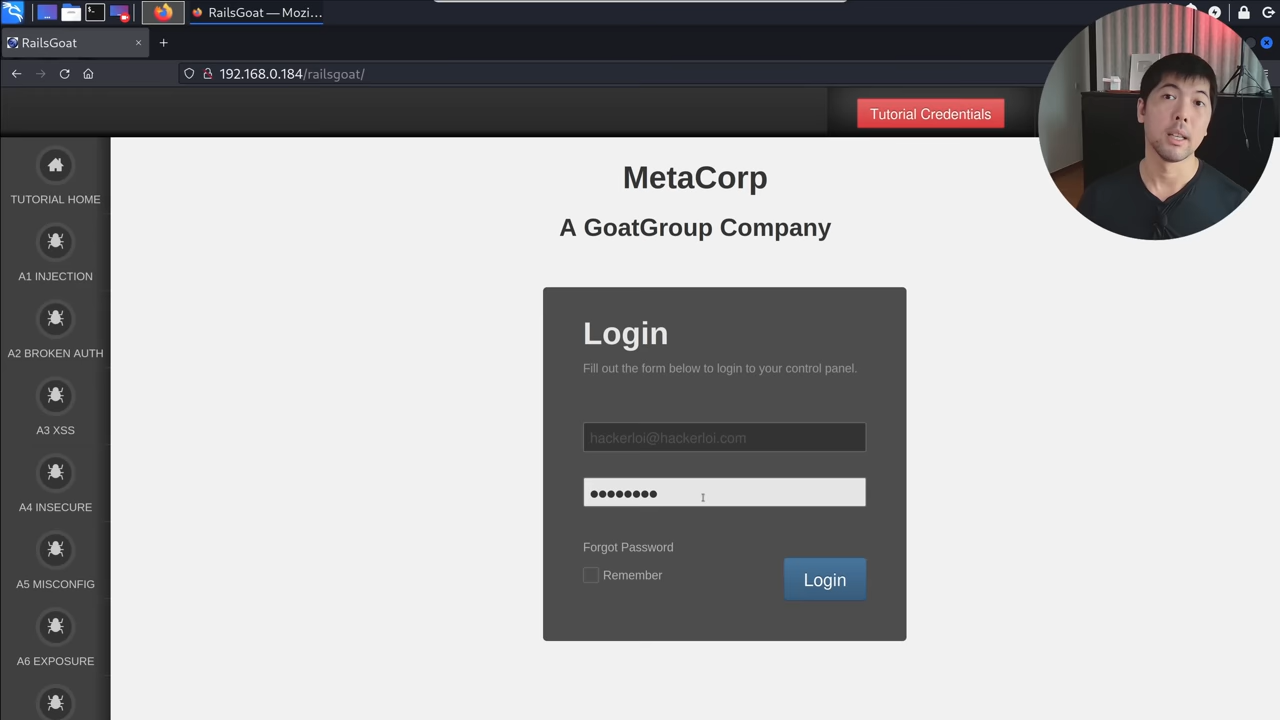 RailsGoat — Mozi...
RailsGoat
192.168.0.184/railsgoat/
Tutorial Credentials
TUTORIAL HOME
A1 INJECTION
A2 BROKEN AUTH
A3 XSS
A4 INSECURE
A5 MISCONFIG
A6 EXPOSURE
MetaCorp
A GoatGroup Company
Login
Fill out the form below to login to your control panel.
hackerloi@hackerloi.com
Forgot Password
Remember
Login